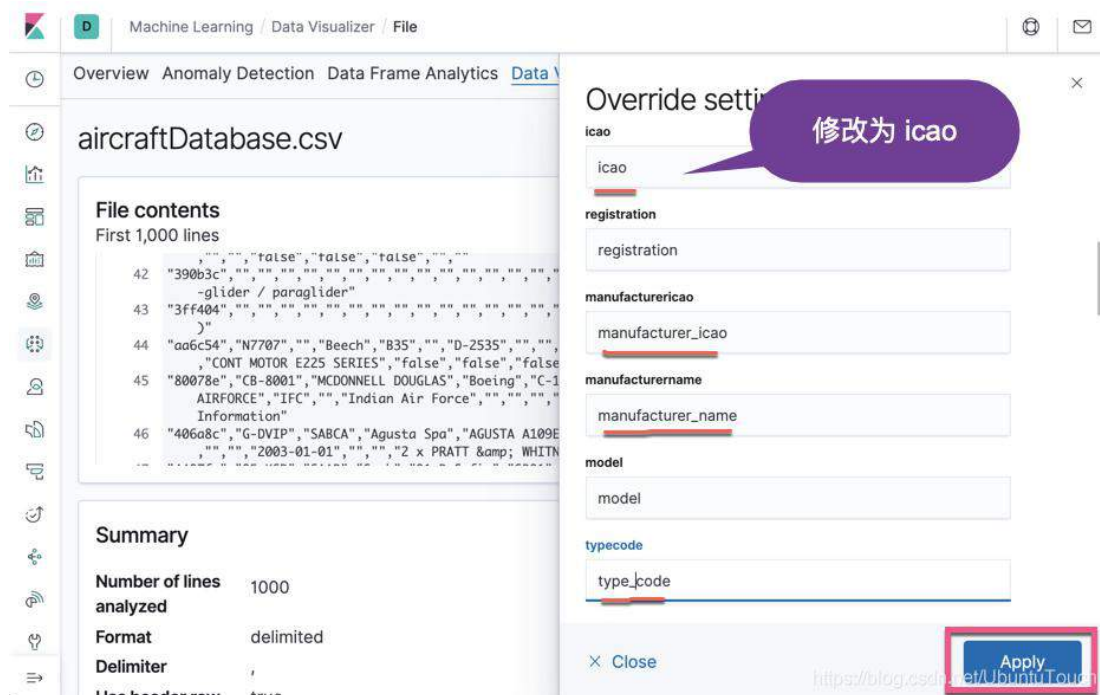 D
Machine Learning / Data Visualizer / File
Overview Anomaly Detection Data Frame Analytics Data V
aircraftDatabase.csv
File contents
First 1,000 lines
,"","","false","false","false","",""
42 "390b3c","","","","","","","","","","","","","",""
-glider / paraglider"
43 "3ff404","","","","","","","","","","","","","",""
)"
44 "aa6c54","N7707","","Beech","B35","","D-2535","","",
,"CONT MOTOR E225 SERIES","false","false","false
45 "80078e","CB-8001","MCDONNELL DOUGLAS","Boeing","C-1
AIRFORCE","IFC","","Indian Air Force","","","","
Information"
46 "406a8c","G-DVIP","SABCA","Agusta Spa","AGUSTA A109E
,"","","2003-01-01","","","2 x PRATT &amp; WHITN
Summary
Number of lines analyzed 1000
Format delimited
Delimiter ,
Override setti
修改为 icao
icao
icao
registration
registration
manufacturericao
manufacturer_icao
manufacturername
manufacturer_name
model
model
typecode
type_code
× Close
Apply
https://blog.csdn.net/UbuntuTouch